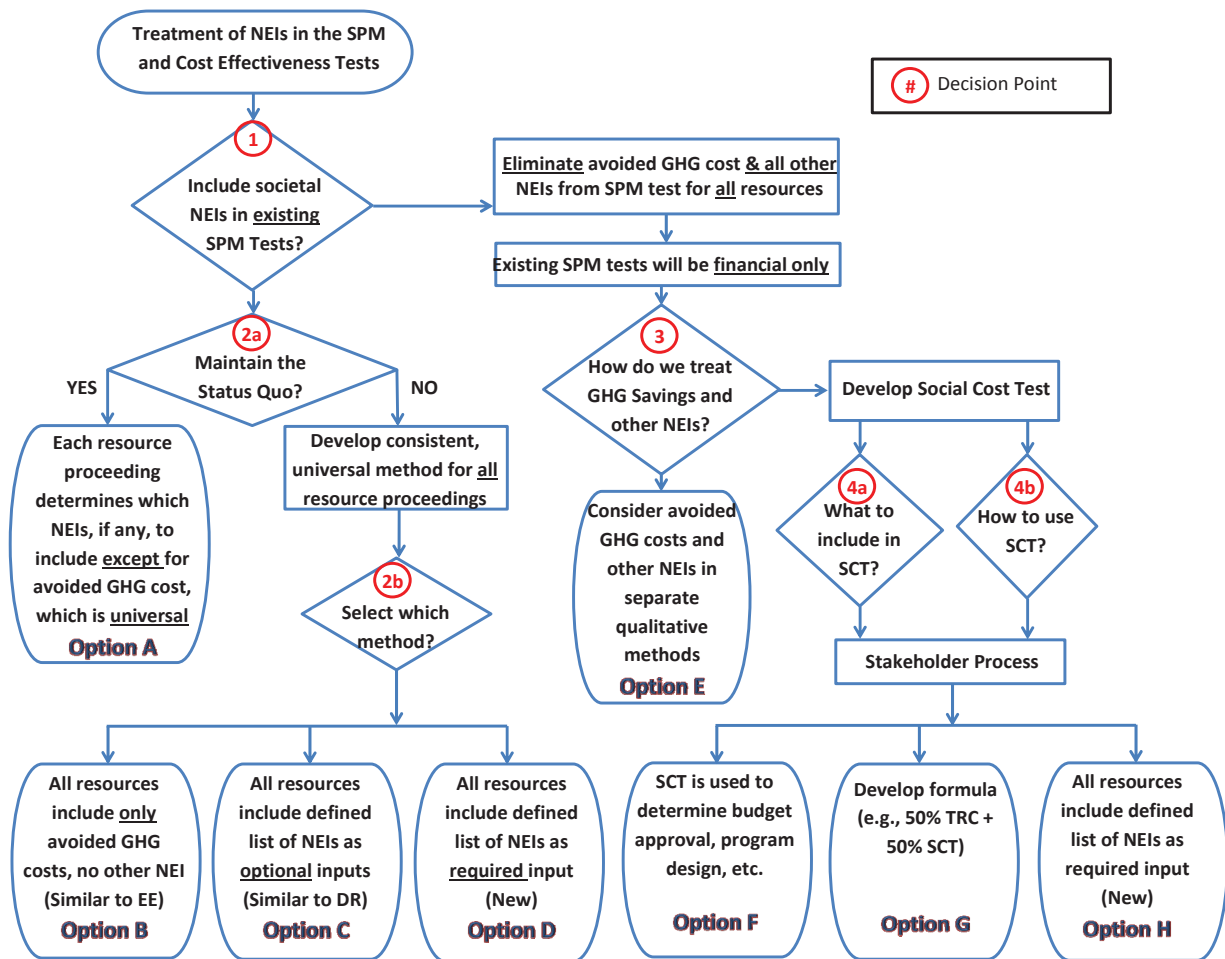 Treatment of NEIs in the SPM
and Cost Effectiveness Tests
# Decision Point
1
Include societal
NEIs in existing
SPM Tests?
Eliminate avoided GHG cost & all other
NEIs from SPM test for all resources
Existing SPM tests will be financial only
2a
Maintain the
Status Quo?
YES
NO
Each resource
proceeding
determines which
NEIs, if any, to
include except for
avoided GHG cost,
which is universal
Option A
Develop consistent,
universal method for all
resource proceedings
2b
Select which
method?
3
How do we treat
GHG Savings and
other NEIs?
Consider avoided
GHG costs and
other NEIs in
separate
qualitative
methods
Option E
Develop Social Cost Test
4a
What to
include in
SCT?
4b
How to use
SCT?
Stakeholder Process
All resources
include only
avoided GHG
costs, no other NEI
(Similar to EE)
Option B
All resources
include defined
list of NEIs as
optional inputs
(Similar to DR)
Option C
All resources
include defined
list of NEIs as
required input
(New)
Option D
SCT is used to
determine budget
approval, program
design, etc.
Option F
Develop formula
(e.g., 50% TRC +
50% SCT)
Option G
All resources
include defined
list of NEIs as
required input
(New)
Option H